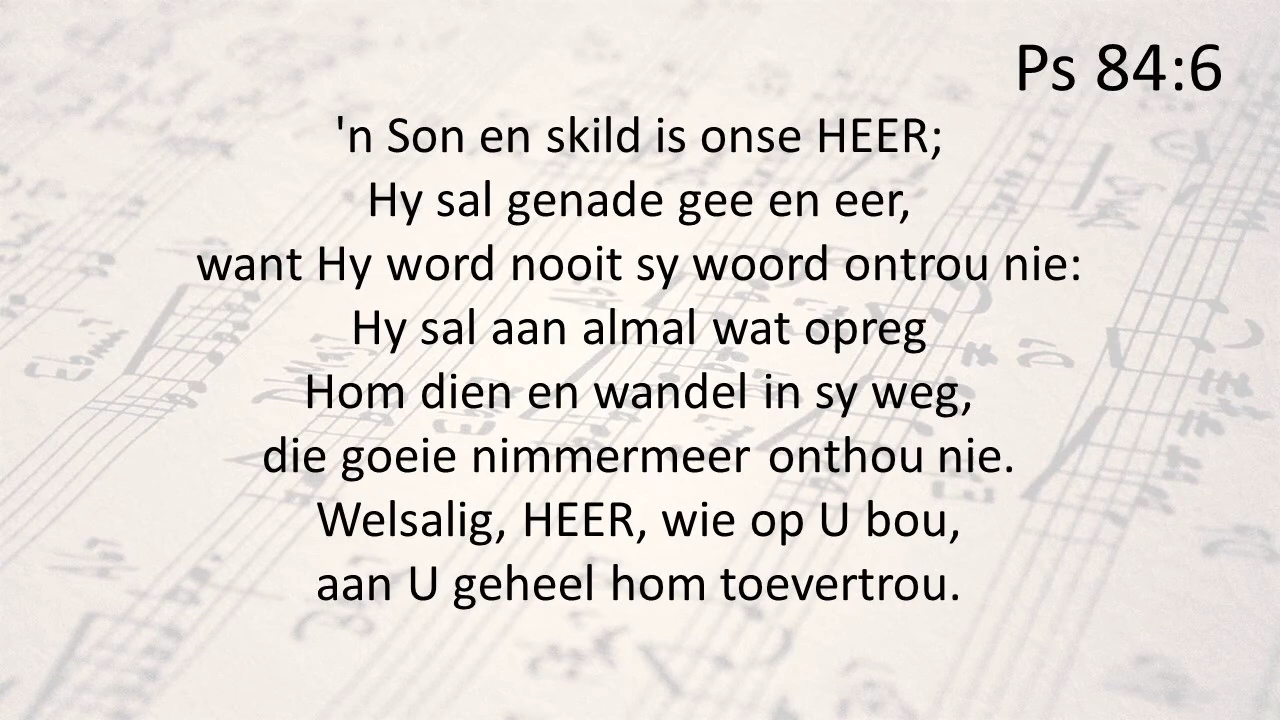 Ps 84:6
'n Son en skild is onse HEER;
Hy sal genade gee en eer,
want Hy word nooit sy woord ontrou nie:
Hy sal aan almal wat opreg
Hom dien en wandel in sy weg,
die goeie nimmermeer onthou nie.
Welsalig, HEER, wie op U bou,
aan U geheel hom toevertrou.